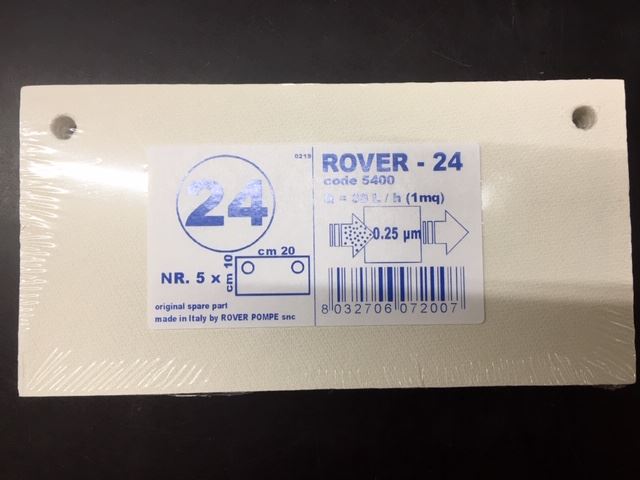 24
NR. 5 x
cm 20
cm 10
original spare part
made in Italy by ROVER POMPE snc
0219
ROVER - 24
code 5400
= L / h (1mq)
0.25 µm
8 032706 072007